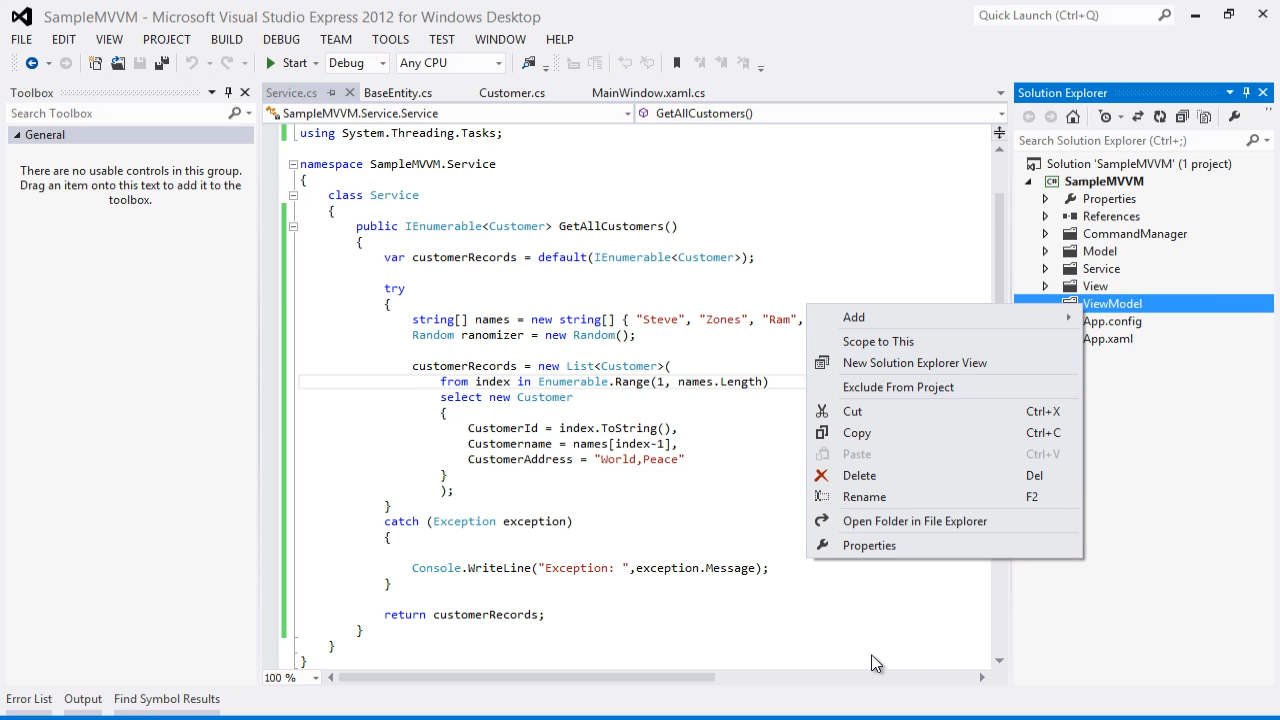 SampleMVVM - Microsoft Visual Studio Express 2012 for Windows Desktop
Quick Launch (Ctrl+Q)
FILE EDIT VIEW PROJECT BUILD DEBUG TEAM TOOLS TEST WINDOW HELP
Start Debug Any CPU
Toolbox
Search Toolbox
General
There are no usable controls in this group.
Drag an item onto this text to add it to the
toolbox.
Service.cs BaseEntity.cs Customer.cs MainWindow.xaml.cs
SampleMVVM.Service.Service GetAllCustomers()
using System.Threading.Tasks;
namespace SampleMVVM.Service
{
class Service
{
public IEnumerable<Customer> GetAllCustomers()
{
var customerRecords = default(IEnumerable<Customer>);
try
{
string[] names = new string[] { "Steve", "Zones", "Ram",
Random ranomizer = new Random();
customerRecords = new List<Customer>(
from index in Enumerable.Range(1, names.Length)
select new Customer
{
CustomerId = index.ToString(),
Customername = names[index-1],
CustomerAddress = "World,Peace"
}
);
}
catch (Exception exception)
{
Console.WriteLine("Exception: ",exception.Message);
}
return customerRecords;
}
}
}
100 %
Solution Explorer
Search Solution Explorer (Ctrl+;)
Solution 'SampleMVVM' (1 project)
C# SampleMVVM
Properties
References
CommandManager
Model
Service
View
ViewModel
App.config
App.xaml
Add
Scope to This
New Solution Explorer View
Exclude From Project
Cut Ctrl+X
Copy Ctrl+C
Paste Ctrl+V
Delete Del
Rename F2
Open Folder in File Explorer
Properties
Error List Output Find Symbol Results